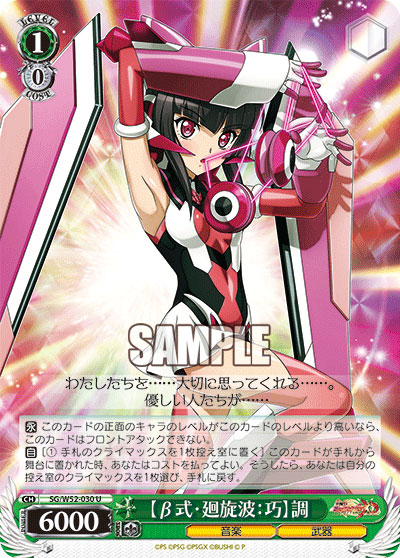 LEVEL
1
0
COST
SAMPLE
わたしたちを……大切に思ってくれる……。
優しい人たちが……
永 このカードの正面のキャラのレベルがこのカードのレベルより高いなら、
このカードはフロントアタックできない。
自 [① 手札のクライマックスを1枚控え室に置く] このカードが手札から
舞台に置かれた時、あなたはコストを払ってよい。そうしたら、あなたは自分の
控え室のクライマックスを1枚選び、手札に戻す。
CH SG/W52-030 U
POWER
6000
【β式・廻旋波:巧】調
音楽 武器
©PS ©PSG ©PSGX ©BUSHI © P